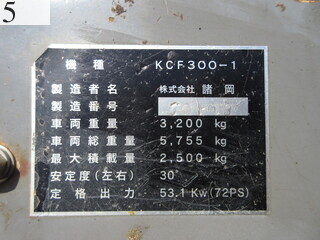 5
機種 KCF300-1
製造者名 株式会社 諸岡
製造番号
車両重量 3,200 kg
車両総重量 5,755 kg
最大積載量 2,500 kg
安定度(左右) 30°
定格出力 53.1 Kw(72PS)